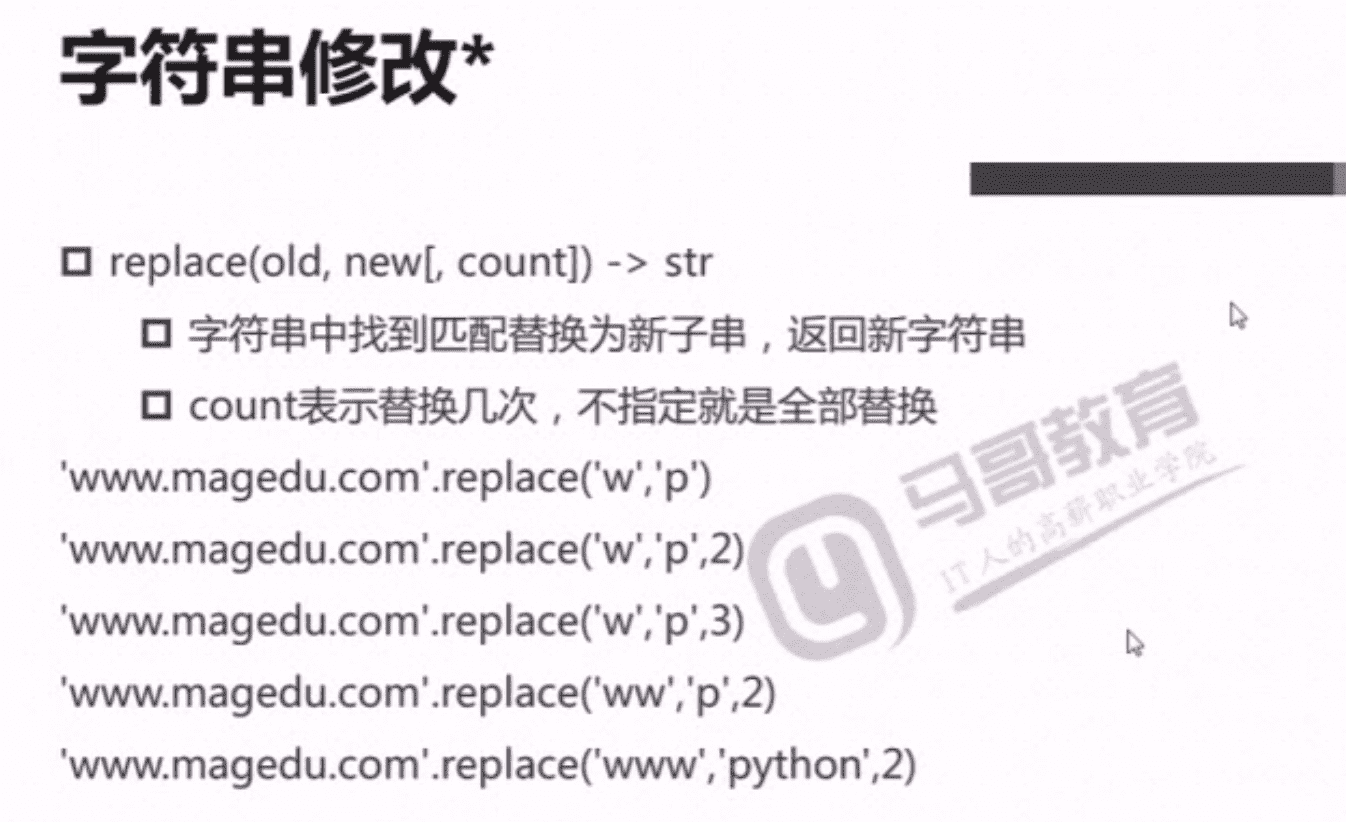 字符串修改*
replace(old, new[, count]) -> str
字符串中找到匹配替换为新子串，返回新字符串
count表示替换几次，不指定就是全部替换
'www.magedu.com'.replace('w','p')
'www.magedu.com'.replace('w','p',2)
'www.magedu.com'.replace('w','p',3)
'www.magedu.com'.replace('ww','p',2)
'www.magedu.com'.replace('www','python',2)
马哥教育
IT人的高薪职业学院